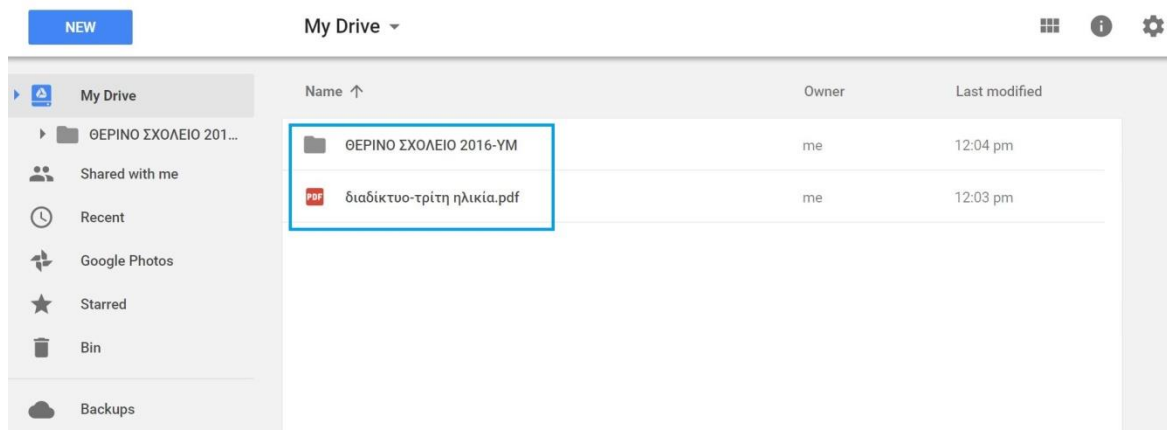 NEW
My Drive
My Drive
ΘΕΡΙΝΟ ΣΧΟΛΕΙΟ 201...
Shared with me
Recent
Google Photos
Starred
Bin
Backups
Name Owner Last modified
ΘΕΡΙΝΟ ΣΧΟΛΕΙΟ 2016-ΥΜ me 12:04 pm
PDF διαδίκτυο-τρίτη ηλικία.pdf me 12:03 pm